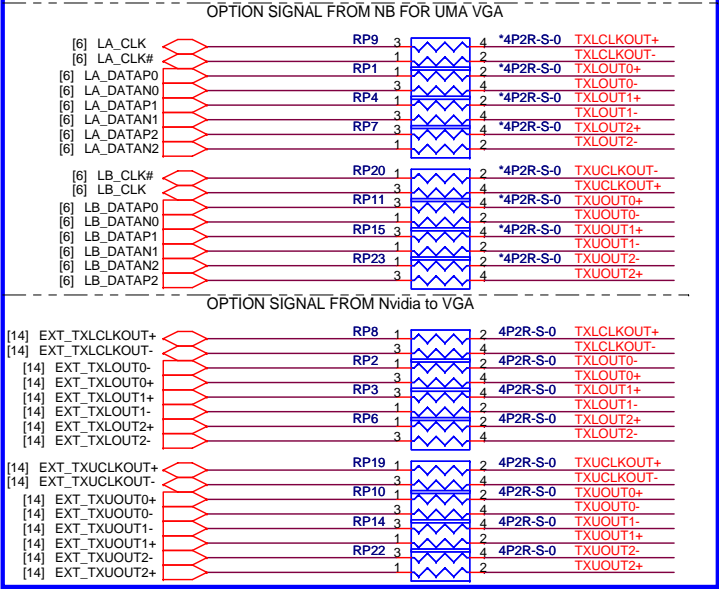 OPTION SIGNAL FROM NB FOR UMA VGA
[6] LA_CLK RP9 3 4 *4P2R-S-0 TXLCLKOUT+
[6] LA_CLK# 1 2 TXLCLKOUT-
[6] LA_DATAP0 RP1 1 2 *4P2R-S-0 TXLOUT0+
[6] LA_DATAN0 3 4 TXLOUT0-
[6] LA_DATAP1 RP4 1 2 *4P2R-S-0 TXLOUT1+
[6] LA_DATAN1 3 4 TXLOUT1-
[6] LA_DATAP2 RP7 3 4 *4P2R-S-0 TXLOUT2+
[6] LA_DATAN2 1 2 TXLOUT2-
[6] LB_CLK# RP20 1 2 *4P2R-S-0 TXUCLKOUT-
[6] LB_CLK 3 4 TXUCLKOUT+
[6] LB_DATAP0 RP11 3 4 *4P2R-S-0 TXUOUT0+
[6] LB_DATAN0 1 2 TXUOUT0-
[6] LB_DATAP1 RP15 3 4 *4P2R-S-0 TXUOUT1+
[6] LB_DATAN1 1 2 TXUOUT1-
[6] LB_DATAN2 RP23 1 2 *4P2R-S-0 TXUOUT2-
[6] LB_DATAP2 3 4 TXUOUT2+
OPTION SIGNAL FROM Nvidia to VGA
[14] EXT_TXLCLKOUT+ RP8 1 2 4P2R-S-0 TXLCLKOUT+
[14] EXT_TXLCLKOUT- 3 4 TXLCLKOUT-
[14] EXT_TXLOUT0- RP2 1 2 4P2R-S-0 TXLOUT0-
[14] EXT_TXLOUT0+ 3 4 TXLOUT0+
[14] EXT_TXLOUT1+ RP3 3 4 4P2R-S-0 TXLOUT1+
[14] EXT_TXLOUT1- 1 2 TXLOUT1-
[14] EXT_TXLOUT2+ RP6 1 2 4P2R-S-0 TXLOUT2+
[14] EXT_TXLOUT2- 3 4 TXLOUT2-
[14] EXT_TXUCLKOUT+ RP19 1 2 4P2R-S-0 TXUCLKOUT+
[14] EXT_TXUCLKOUT- 3 4 TXUCLKOUT-
[14] EXT_TXUOUT0+ RP10 1 2 4P2R-S-0 TXUOUT0+
[14] EXT_TXUOUT0- 3 4 TXUOUT0-
[14] EXT_TXUOUT1- RP14 3 4 4P2R-S-0 TXUOUT1-
[14] EXT_TXUOUT1+ 1 2 TXUOUT1+
[14] EXT_TXUOUT2- RP22 3 4 4P2R-S-0 TXUOUT2-
[14] EXT_TXUOUT2+ 1 2 TXUOUT2+